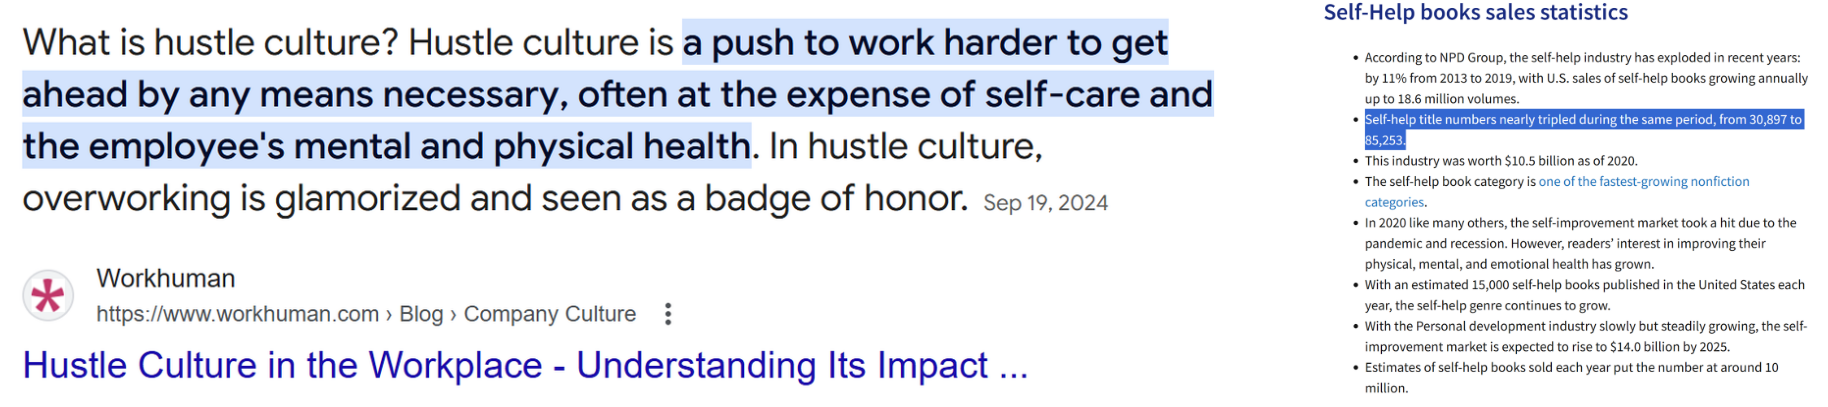 What is hustle culture? Hustle culture is a push to work harder to get
ahead by any means necessary, often at the expense of self-care and
the employee's mental and physical health. In hustle culture,
overworking is glamorized and seen as a badge of honor. Sep 19, 2024
Workhuman
https://www.workhuman.com › Blog › Company Culture
Hustle Culture in the Workplace - Understanding Its Impact ...
Self-Help books sales statistics
• According to NPD Group, the self-help industry has exploded in recent years:
by 11% from 2013 to 2019, with U.S. sales of self-help books growing annually
up to 18.6 million volumes.
• Self-help title numbers nearly tripled during the same period, from 30,897 to
85,253.
• This industry was worth $10.5 billion as of 2020.
• The self-help book category is one of the fastest-growing nonfiction
categories.
• In 2020 like many others, the self-improvement market took a hit due to the
pandemic and recession. However, readers’ interest in improving their
physical, mental, and emotional health has grown.
• With an estimated 15,000 self-help books published in the United States each
year, the self-help genre continues to grow.
• With the Personal development industry slowly but steadily growing, the self-
improvement market is expected to rise to $14.0 billion by 2025.
• Estimates of self-help books sold each year put the number at around 10
million.